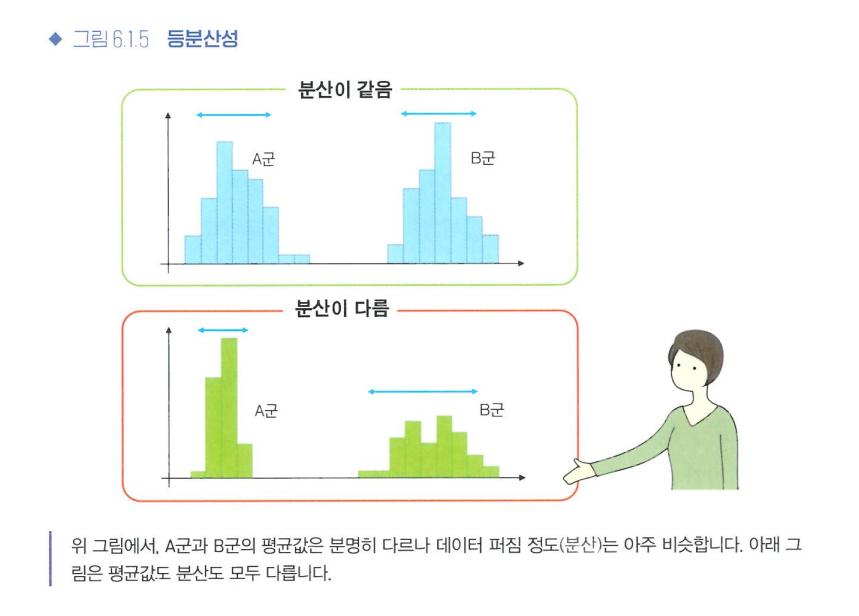 ◆ 그림 6.1.5 등분산성
분산이 같음
A군
B군
분산이 다름
A군
B군
위 그림에서, A군과 B군의 평균값은 분명히 다르나 데이터 퍼짐 정도(분산)는 아주 비슷합니다. 아래 그
림은 평균값도 분산도 모두 다릅니다.